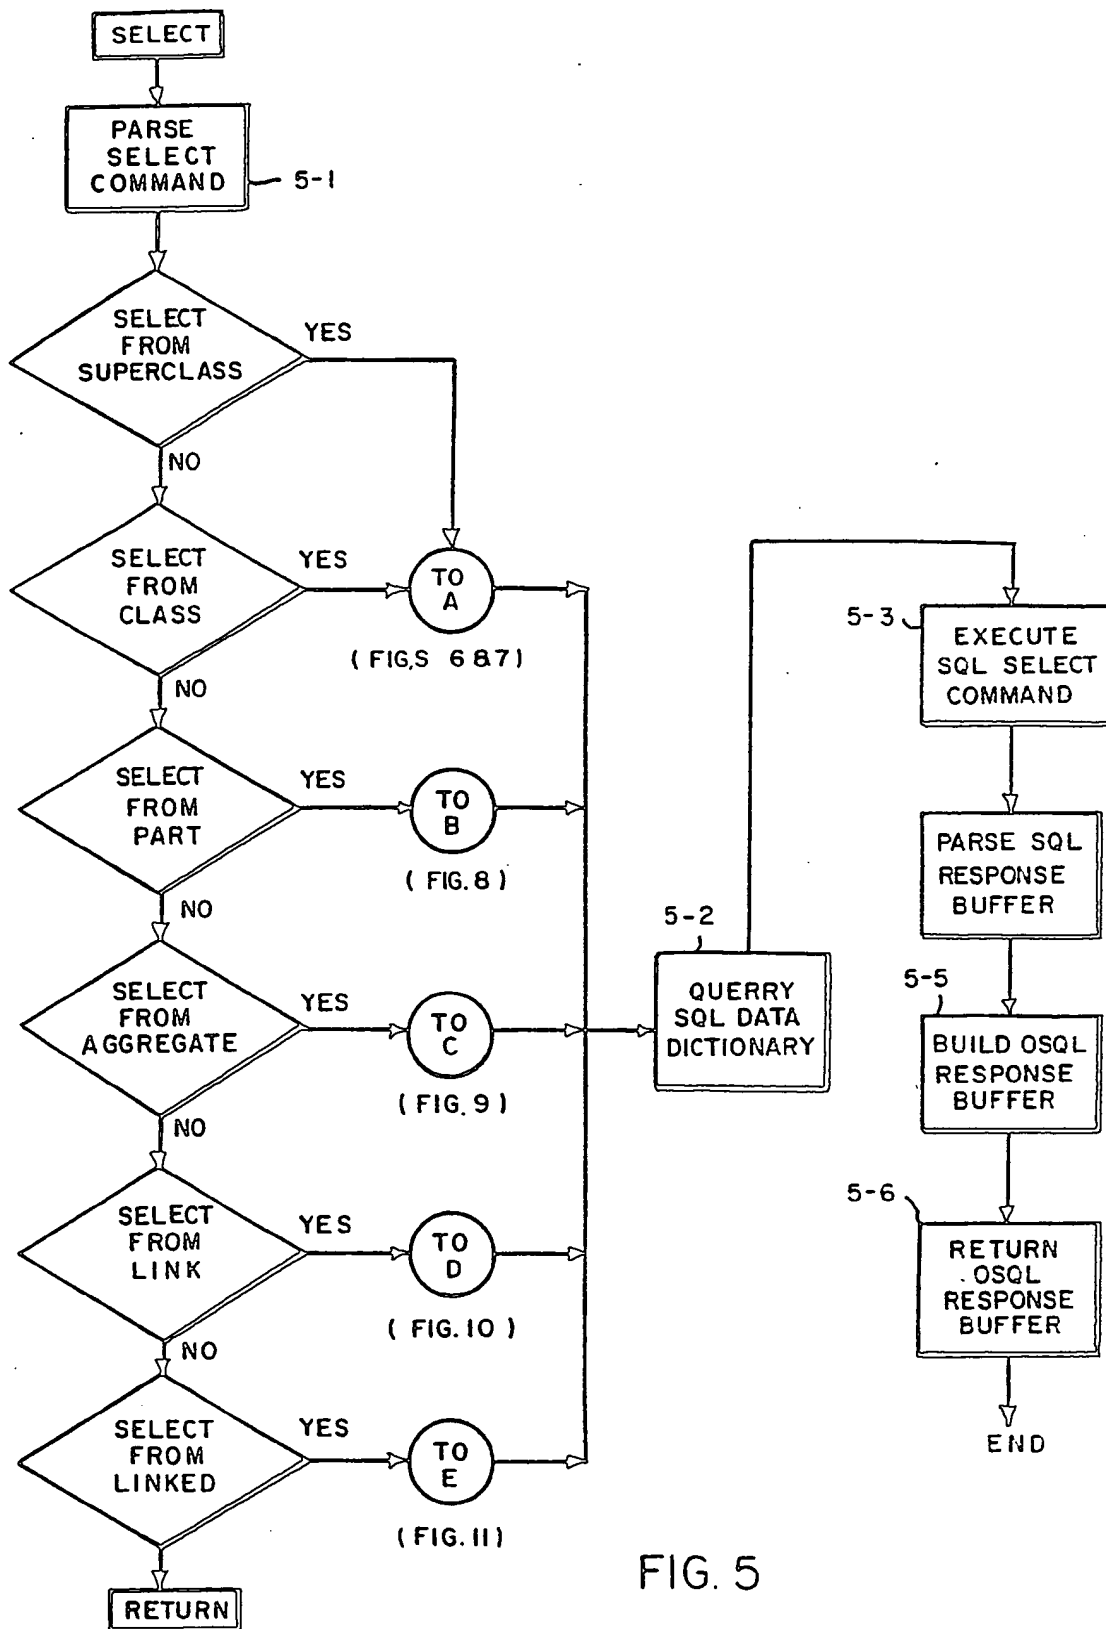 SELECT
PARSE
SELECT
COMMAND
5-1
SELECT
FROM
SUPERCLASS
YES
NO
SELECT
FROM
CLASS
YES
TO
A
(FIG,S 6&7)
NO
SELECT
FROM
PART
YES
TO
B
(FIG. 8)
NO
SELECT
FROM
AGGREGATE
YES
TO
C
(FIG. 9)
NO
SELECT
FROM
LINK
YES
TO
D
(FIG. 10)
NO
SELECT
FROM
LINKED
YES
TO
E
(FIG. 11)
RETURN
5-2
QUERRY
SQL DATA
DICTIONARY
5-3
EXECUTE
SQL SELECT
COMMAND
PARSE SQL
RESPONSE
BUFFER
5-5
BUILD OSQL
RESPONSE
BUFFER
5-6
RETURN
OSQL
RESPONSE
BUFFER
END
FIG. 5